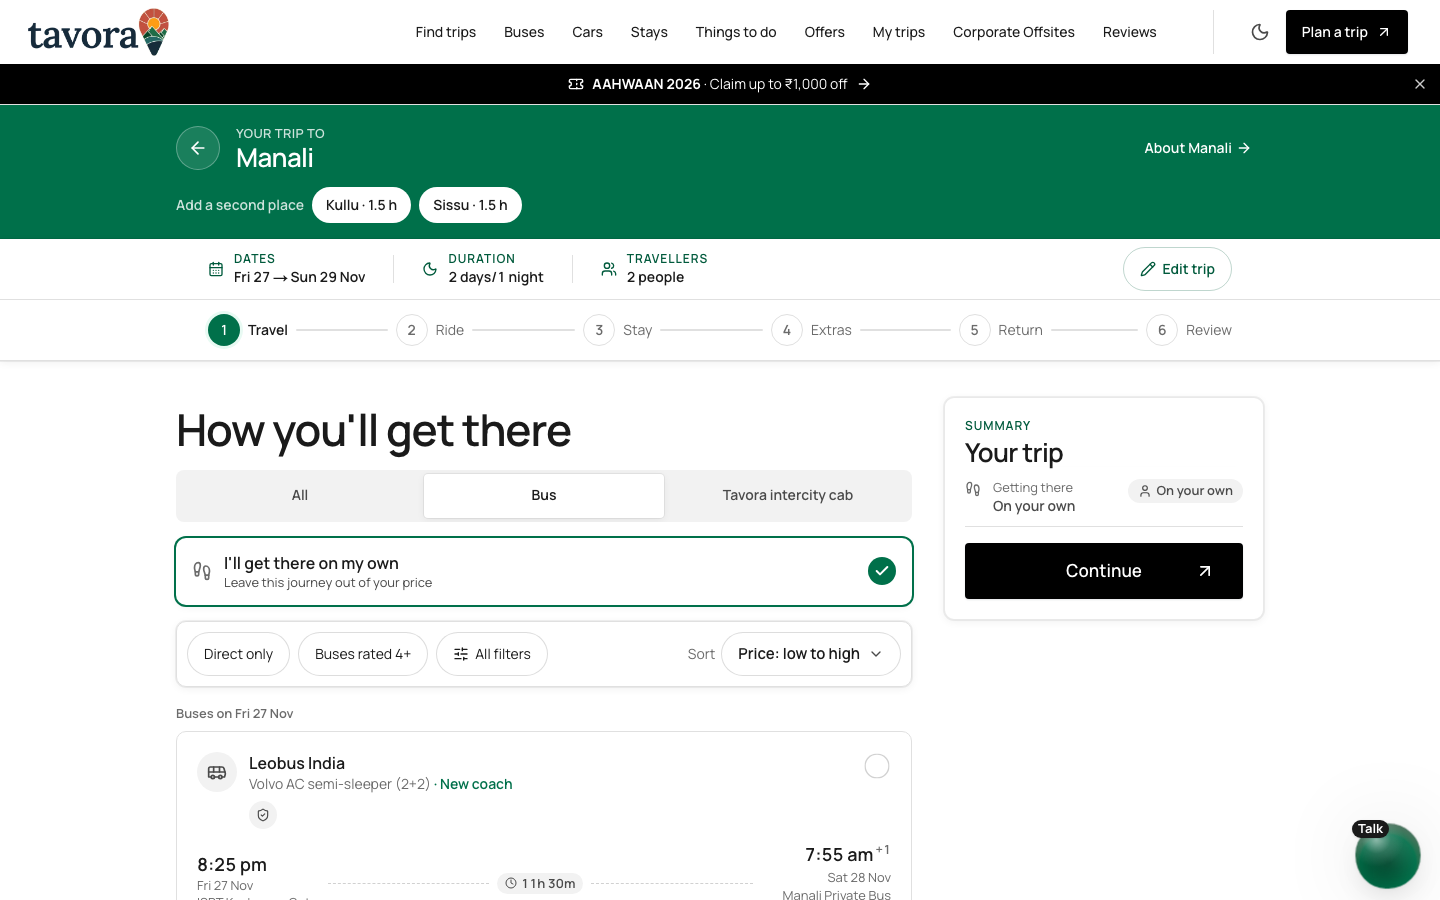 tavora
Find trips
Buses
Cars
Stays
Things to do
Offers
My trips
Corporate Offsites
Reviews
Plan a trip
AAHWAAN 2026 · Claim up to ₹1,000 off
YOUR TRIP TO
Manali
About Manali
Add a second place
Kullu · 1.5 h
Sissu · 1.5 h
DATES
Fri 27 → Sun 29 Nov
DURATION
2 days/1 night
TRAVELLERS
2 people
Edit trip
1 Travel
2 Ride
3 Stay
4 Extras
5 Return
6 Review
How you'll get there
All
Bus
Tavora intercity cab
I'll get there on my own
Leave this journey out of your price
Direct only
Buses rated 4+
All filters
Sort
Price: low to high
Buses on Fri 27 Nov
Leobus India
Volvo AC semi-sleeper (2+2) · New coach
8:25 pm
Fri 27 Nov
11h 30m
7:55 am +1
Sat 28 Nov
Manali Private Bus
SUMMARY
Your trip
Getting there
On your own
On your own
Continue
Talk